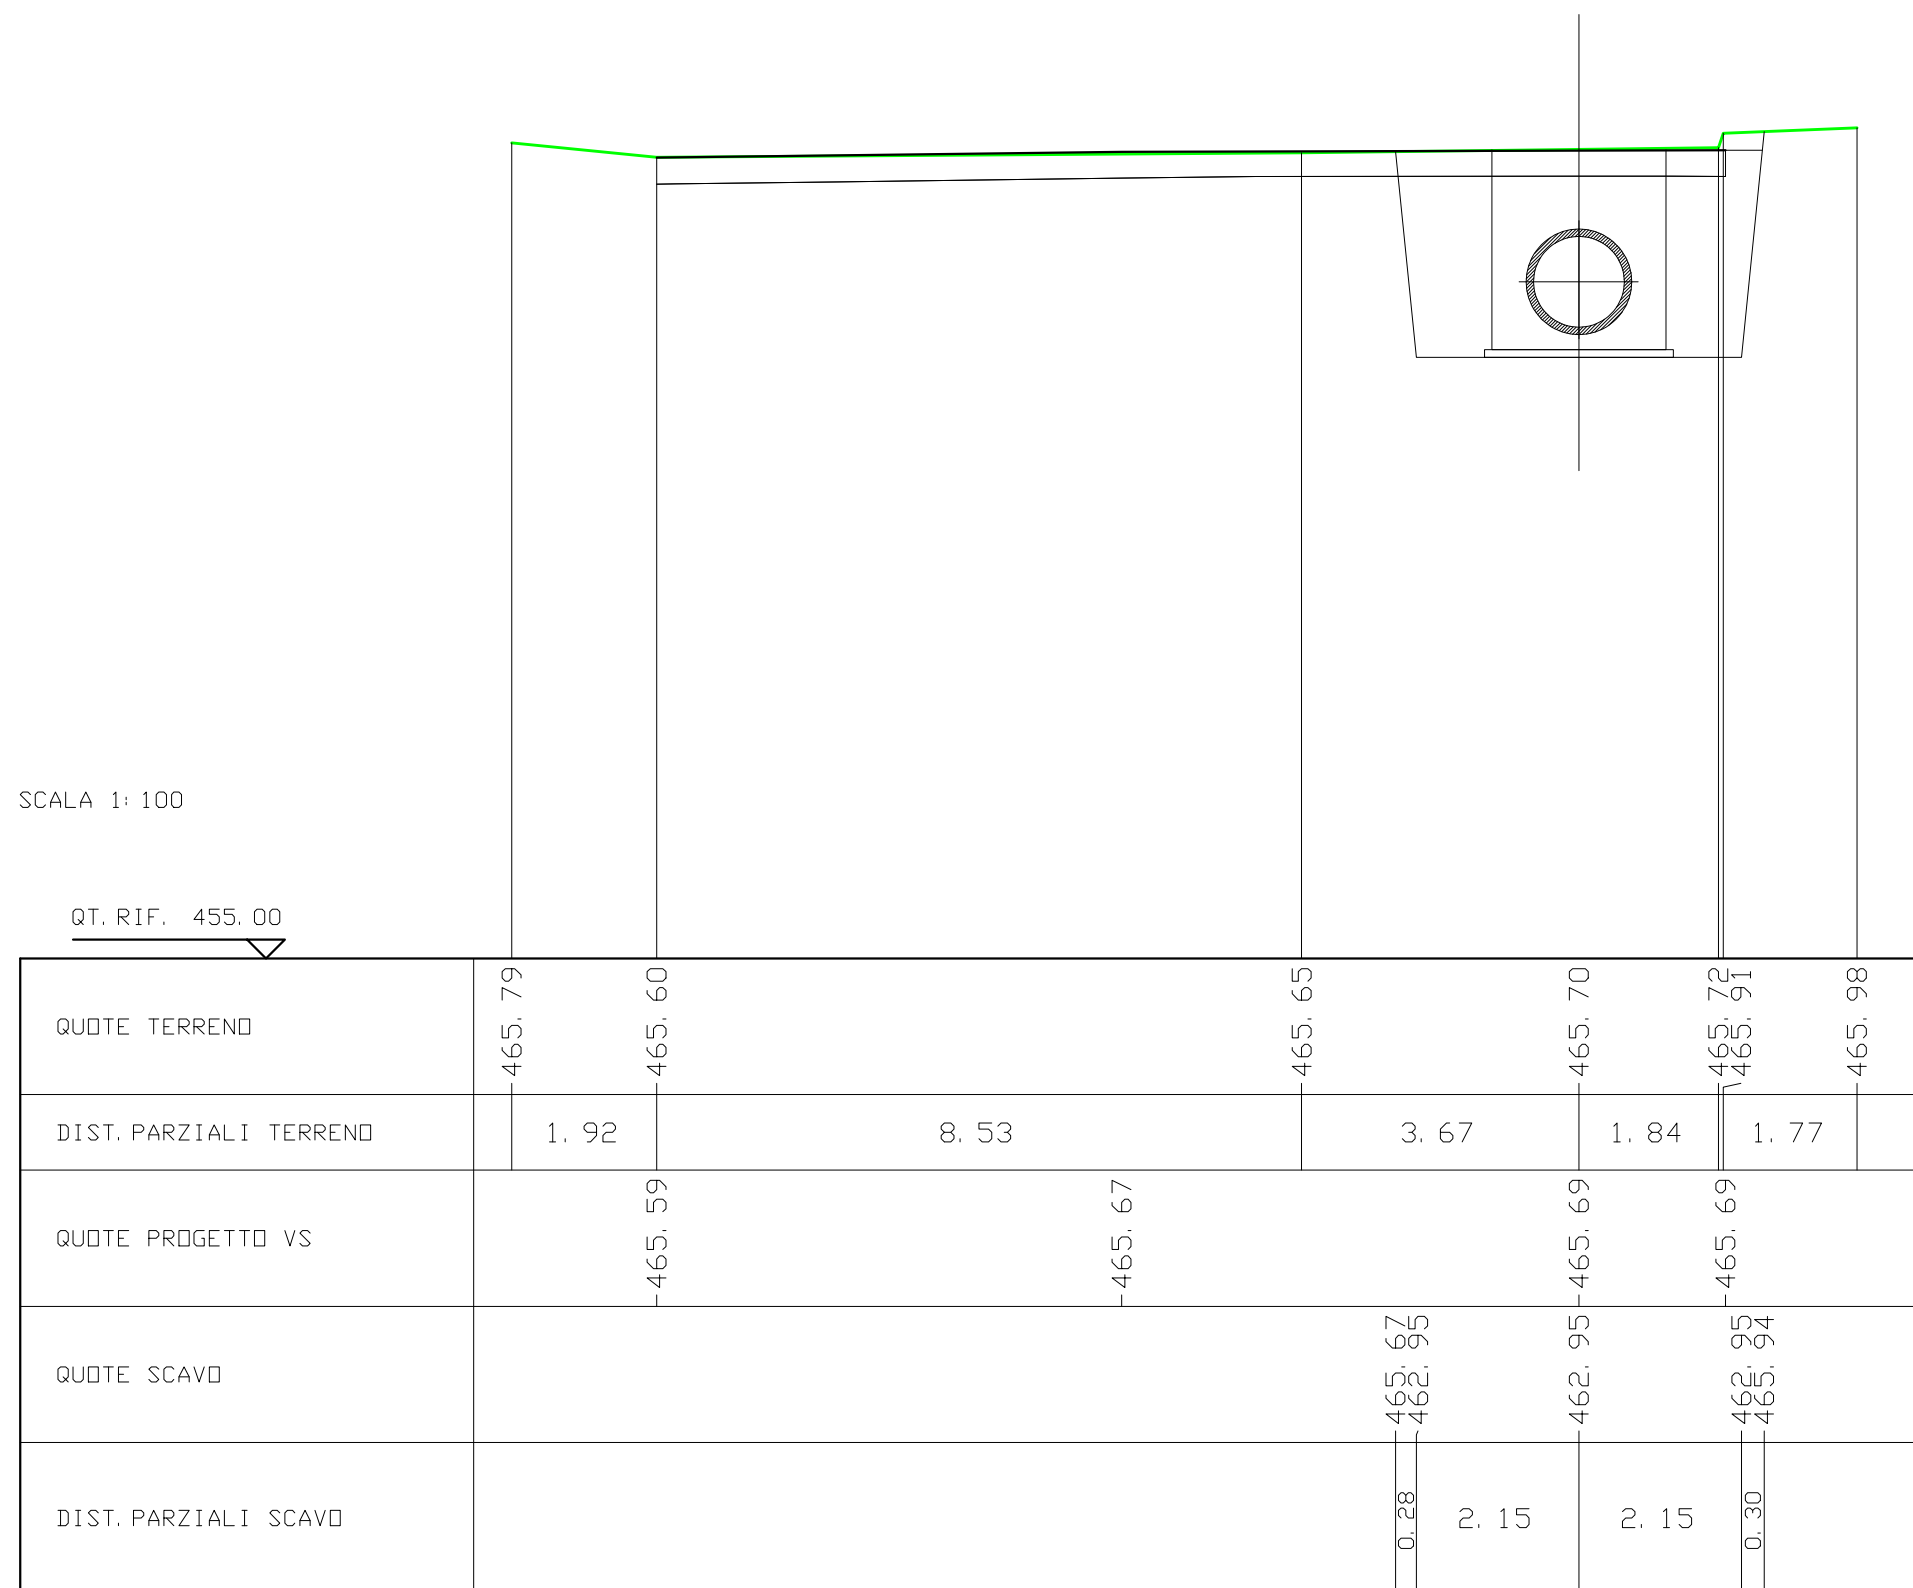 SCALA 1:100
QT.RIF. 455.00
QUOTE TERRENO 465.79 465.60 465.65 465.70 465.72 465.91 465.98
DIST.PARZIALI TERRENO 1.92 8.53 3.67 1.84 1.77
QUOTE PROGETTO VS 465.59 465.67 465.69 465.69
QUOTE SCAVO 465.67 462.95 462.95 462.95 465.94
DIST.PARZIALI SCAVO 0.28 2.15 2.15 0.30